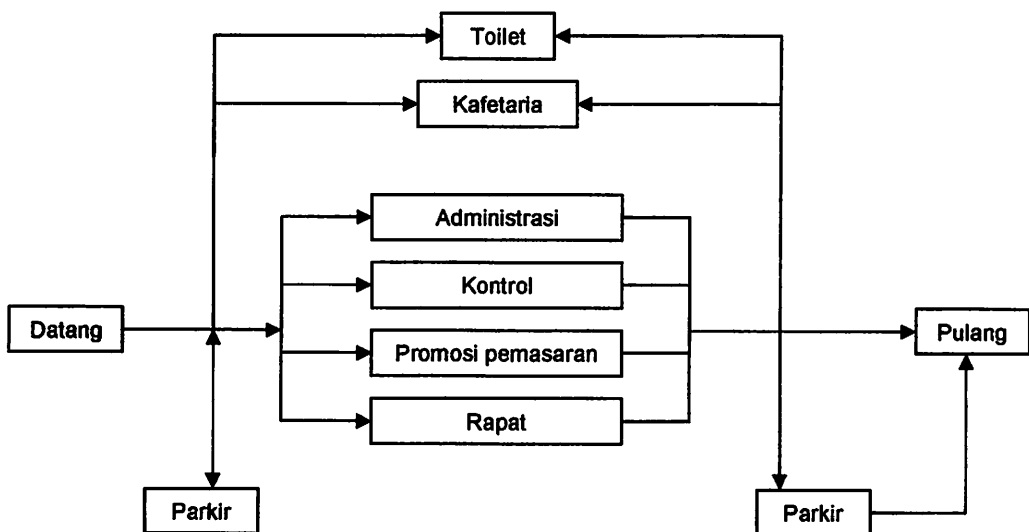 Toilet
Kafetaria
Administrasi
Kontrol
Datang
Promosi pemasaran
Pulang
Rapat
Parkir
Parkir